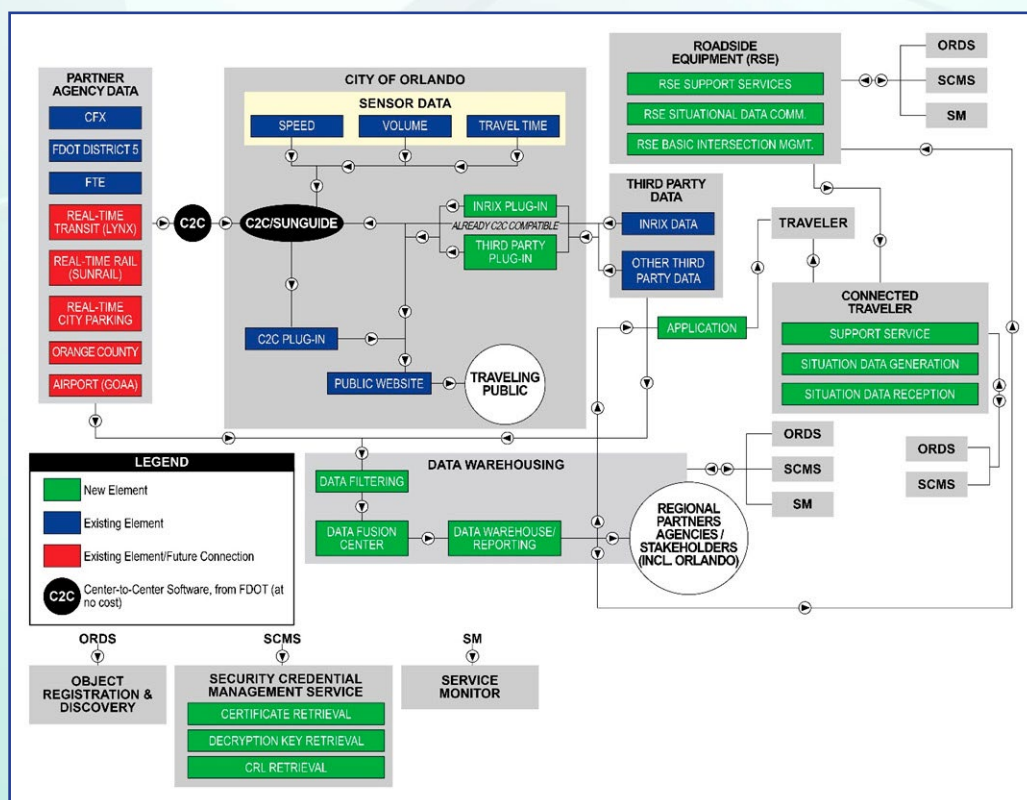 PARTNER
AGENCY DATA
CFX
FDOT DISTRICT 5
FTE
REAL-TIME
TRANSIT (LYNX)
REAL-TIME RAIL
(SUNRAIL)
REAL-TIME
CITY PARKING
ORANGE COUNTY
AIRPORT (GOAA)
C2C
CITY OF ORLANDO
SENSOR DATA
SPEED
VOLUME
TRAVEL TIME
C2C/SUNGUIDE
INRIX PLUG-IN
ALREADY C2C COMPATIBLE
THIRD PARTY
PLUG-IN
C2C PLUG-IN
PUBLIC WEBSITE
TRAVELING
PUBLIC
THIRD PARTY
DATA
INRIX DATA
OTHER THIRD
PARTY DATA
ROADSIDE
EQUIPMENT (RSE)
RSE SUPPORT SERVICES
RSE SITUATIONAL DATA COMM.
RSE BASIC INTERSECTION MGMT.
ORDS
SCMS
SM
TRAVELER
APPLICATION
CONNECTED
TRAVELER
SUPPORT SERVICE
SITUATION DATA GENERATION
SITUATION DATA RECEPTION
ORDS
SCMS
DATA WAREHOUSING
DATA FILTERING
DATA FUSION
CENTER
DATA WAREHOUSE/
REPORTING
REGIONAL
PARTNERS
AGENCIES /
STAKEHOLDERS
(INCL. ORLANDO)
ORDS
SCMS
SM
LEGEND
New Element
Existing Element
Existing Element/Future Connection
C2C
Center-to-Center Software, from FDOT (at
no cost)
ORDS
OBJECT
REGISTRATION &
DISCOVERY
SCMS
SECURITY CREDENTIAL
MANAGEMENT SERVICE
CERTIFICATE RETRIEVAL
DECRYPTION KEY RETRIEVAL
CRL RETRIEVAL
SM
SERVICE
MONITOR